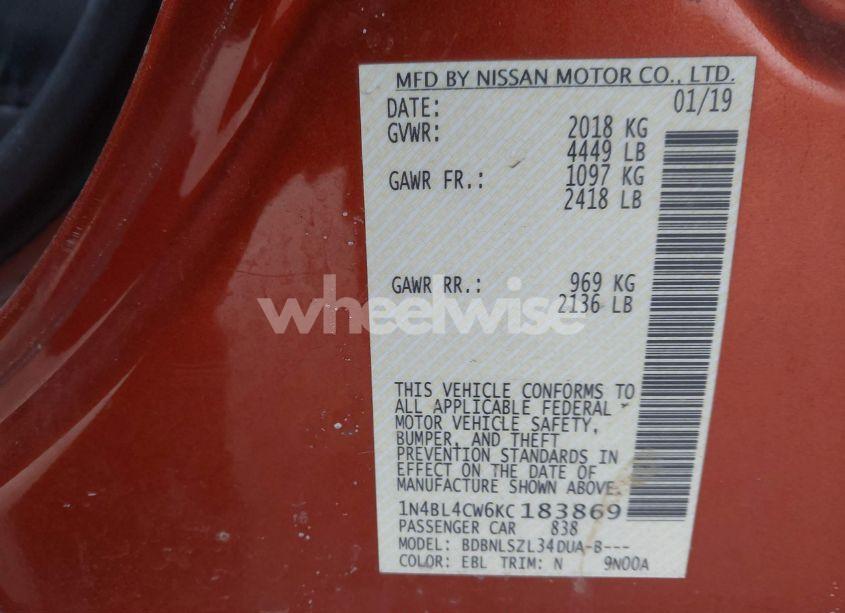 MFD BY NISSAN MOTOR CO., LTD.
DATE: 01/19
GVWR: 2018 KG
4449 LB
GAWR FR.: 1097 KG
2418 LB
GAWR RR.: 969 KG
2136 LB
wheelwise
THIS VEHICLE CONFORMS TO
ALL APPLICABLE FEDERAL
MOTOR VEHICLE SAFETY,
BUMPER, AND THEFT
PREVENTION STANDARDS IN
EFFECT ON THE DATE OF
MANUFACTURE SHOWN ABOVE.
1N4BL4CW6KC183869
PASSENGER CAR 838
MODEL: BDBNLSZL34DUA-B---
COLOR: EBL TRIM: N 9N00A